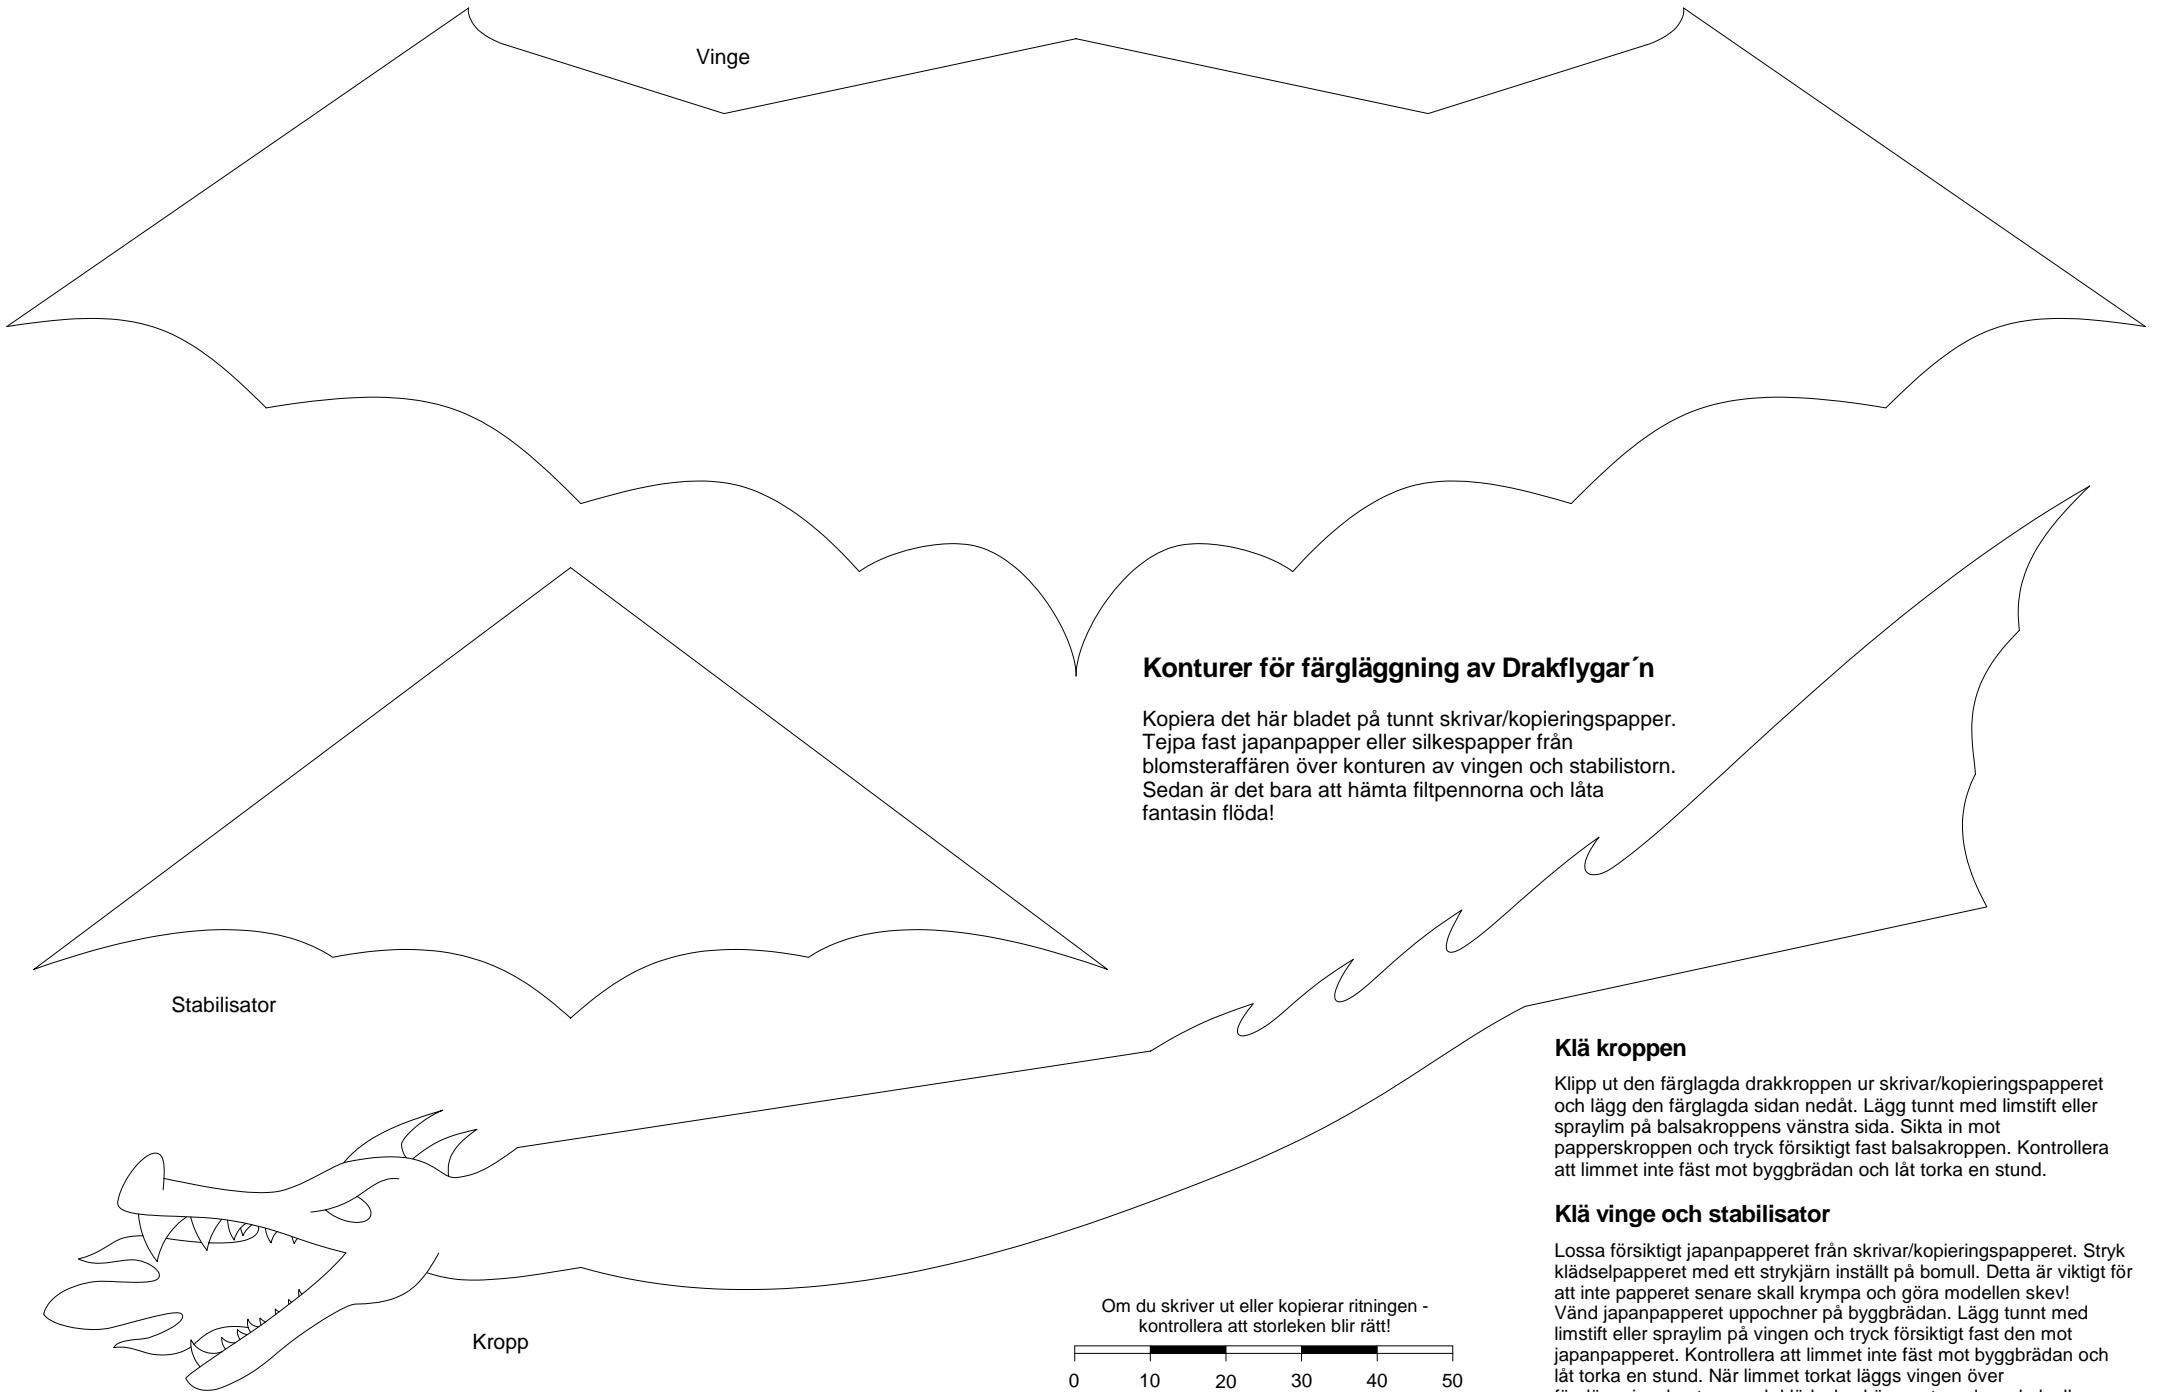 Vinge
Konturer för färgläggning av Drakflygar´n
Kopiera det här bladet på tunnt skrivar/kopieringspapper.
Tejpa fast japanpapper eller silkespapper från
blomsteraffären över konturen av vingen och stabilistorn.
Sedan är det bara att hämta filtpennorna och låta
fantasin flöda!
Stabilisator
Klä kroppen
Klipp ut den färglagda drakkroppen ur skrivar/kopieringspapperet
och lägg den färglagda sidan nedåt. Lägg tunnt med limstift eller
spraylim på balsakroppens vänstra sida. Sikta in mot
papperskroppen och tryck försiktigt fast balsakroppen. Kontrollera
att limmet inte fäst mot byggbrädan och låt torka en stund.
Klä vinge och stabilisator
Lossa försiktigt japanpapperet från skrivar/kopieringspapperet. Stryk
klädselpapperet med ett strykjärn inställt på bomull. Detta är viktigt för
att inte papperet senare skall krympa och göra modellen skev!
Vänd japanpapperet uppochner på byggbrädan. Lägg tunnt med
limstift eller spraylim på vingen och tryck försiktigt fast den mot
japanpapperet. Kontrollera att limmet inte fäst mot byggbrädan och
låt torka en stund. När limmet torkat läggs vingen över
Kropp
Om du skriver ut eller kopierar ritningen -
kontrollera att storleken blir rätt!
0 10 20 30 40 50